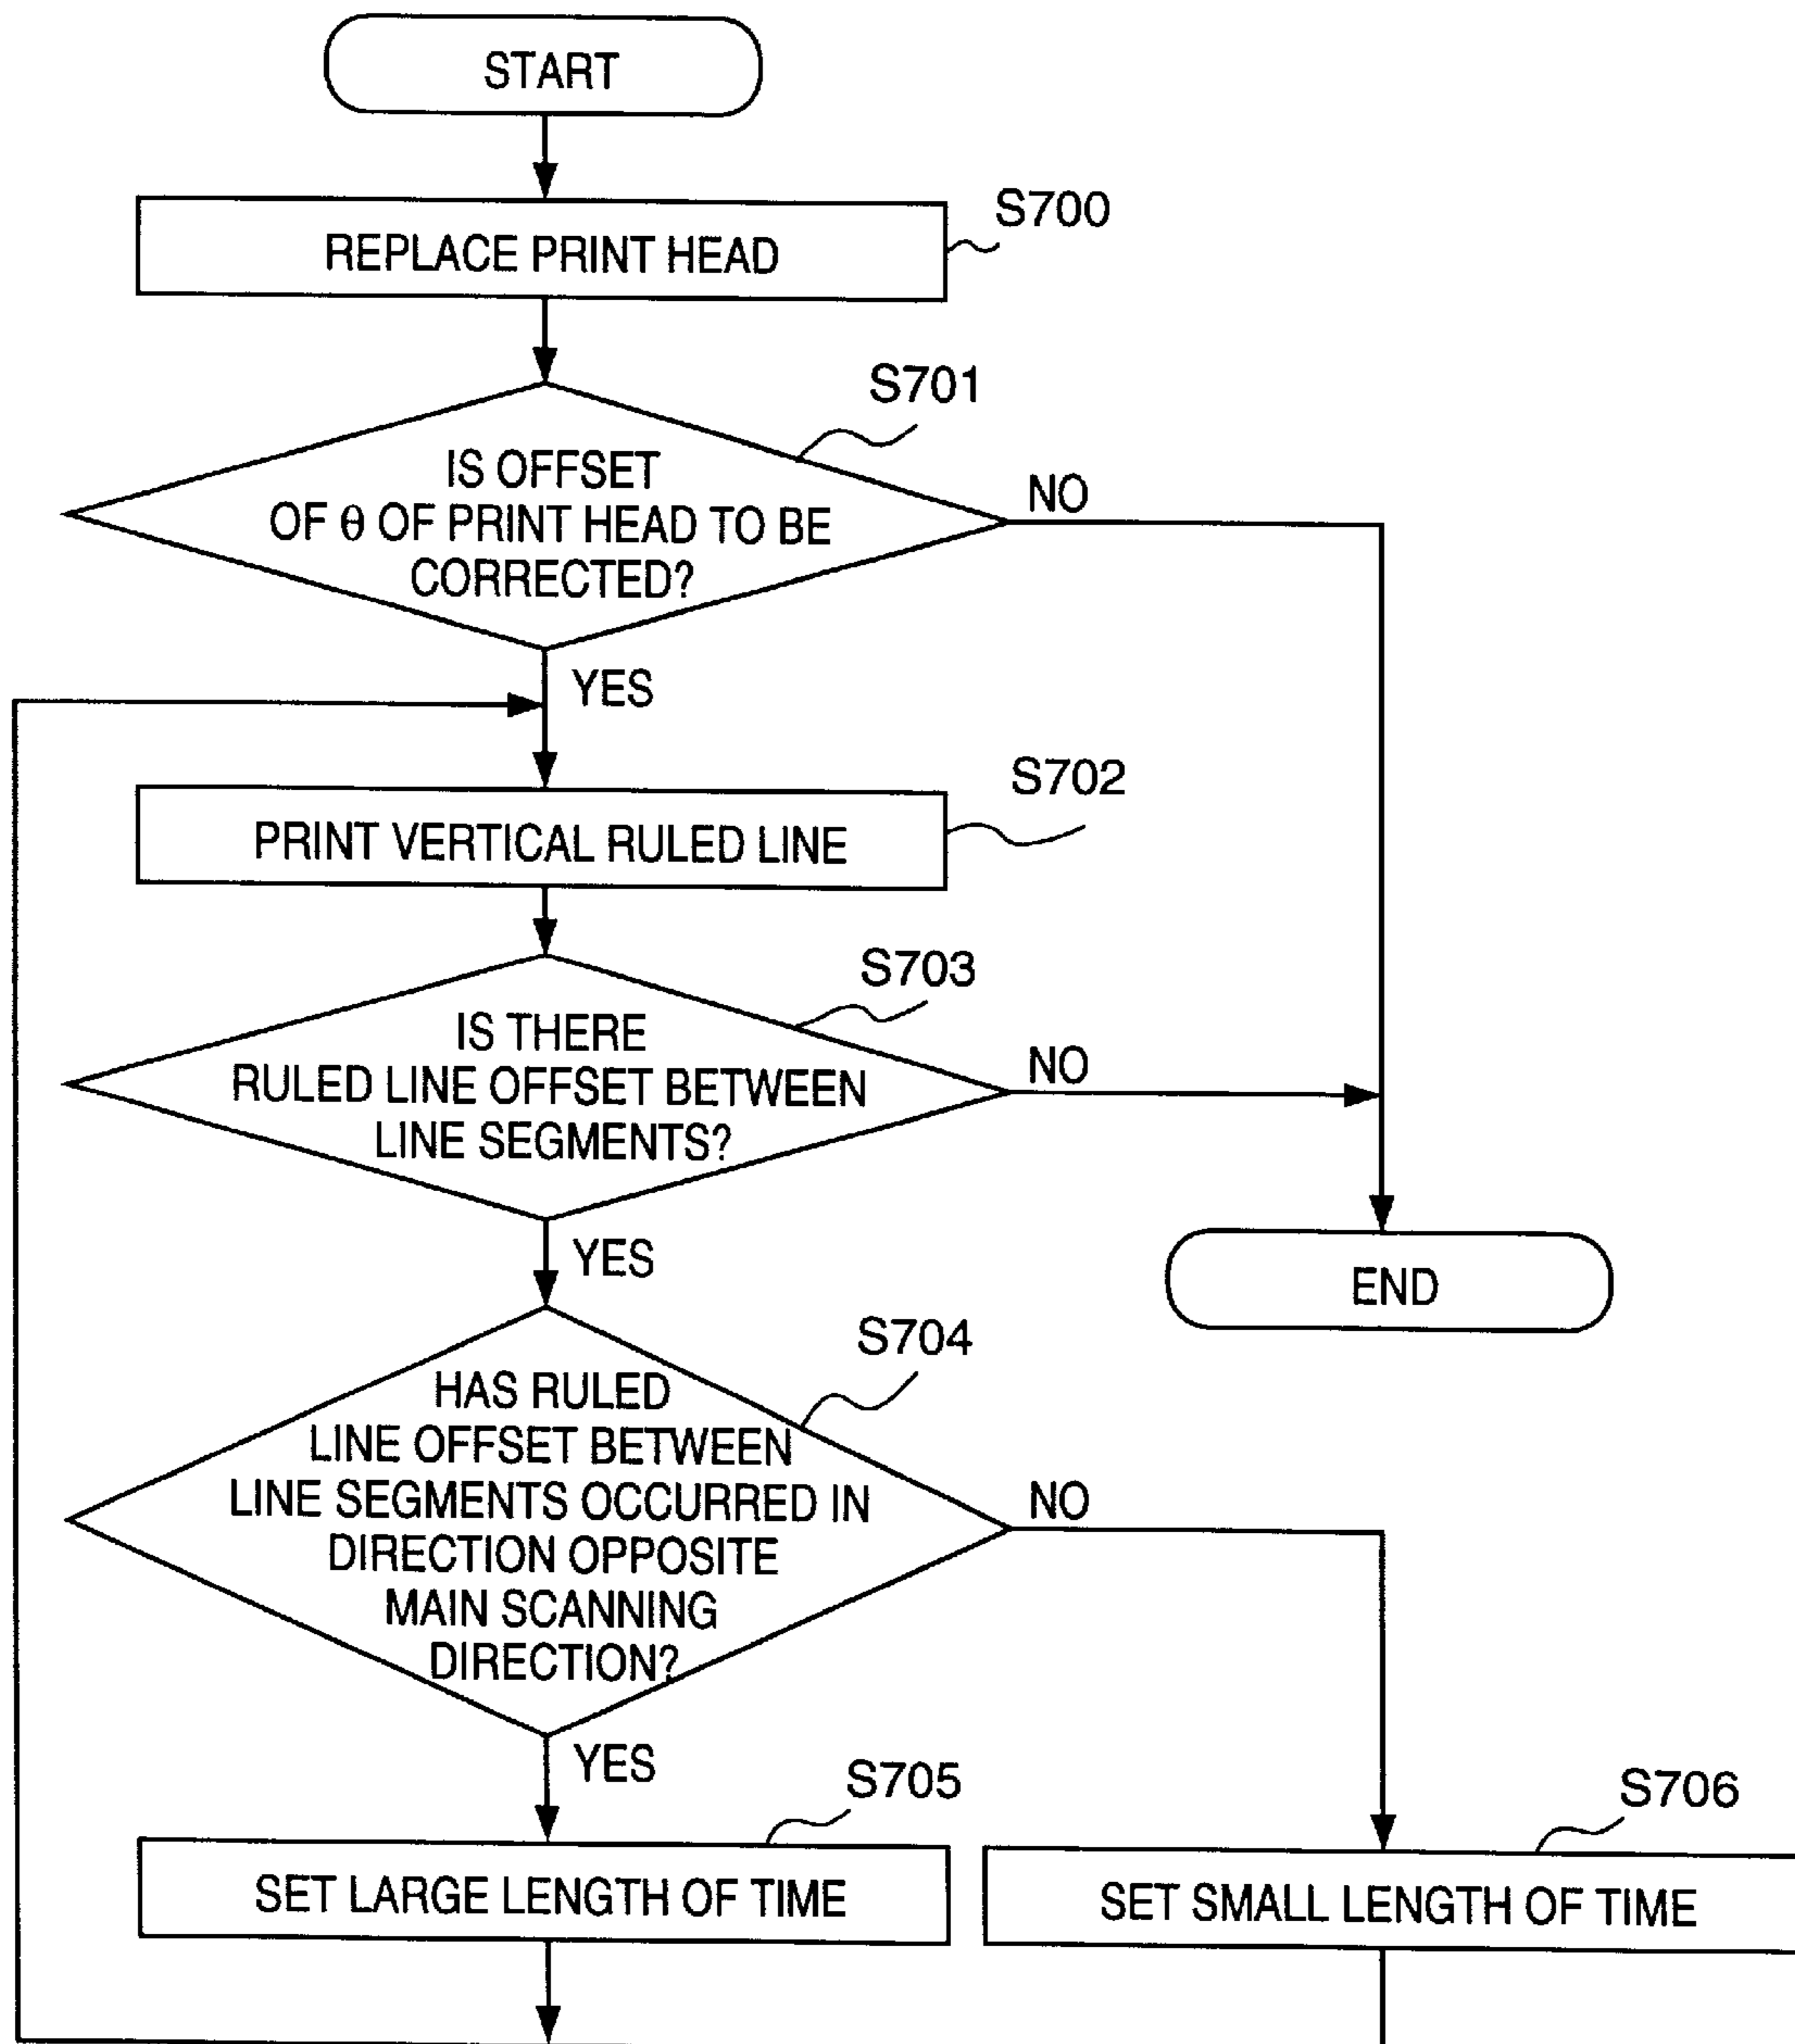 START
S700
REPLACE PRINT HEAD
S701
IS OFFSET
OF θ OF PRINT HEAD TO BE
CORRECTED?
NO
YES
S702
PRINT VERTICAL RULED LINE
S703
IS THERE
RULED LINE OFFSET BETWEEN
LINE SEGMENTS?
NO
YES
END
S704
HAS RULED
LINE OFFSET BETWEEN
LINE SEGMENTS OCCURRED IN
DIRECTION OPPOSITE
MAIN SCANNING
DIRECTION?
NO
YES
S705
SET LARGE LENGTH OF TIME
S706
SET SMALL LENGTH OF TIME